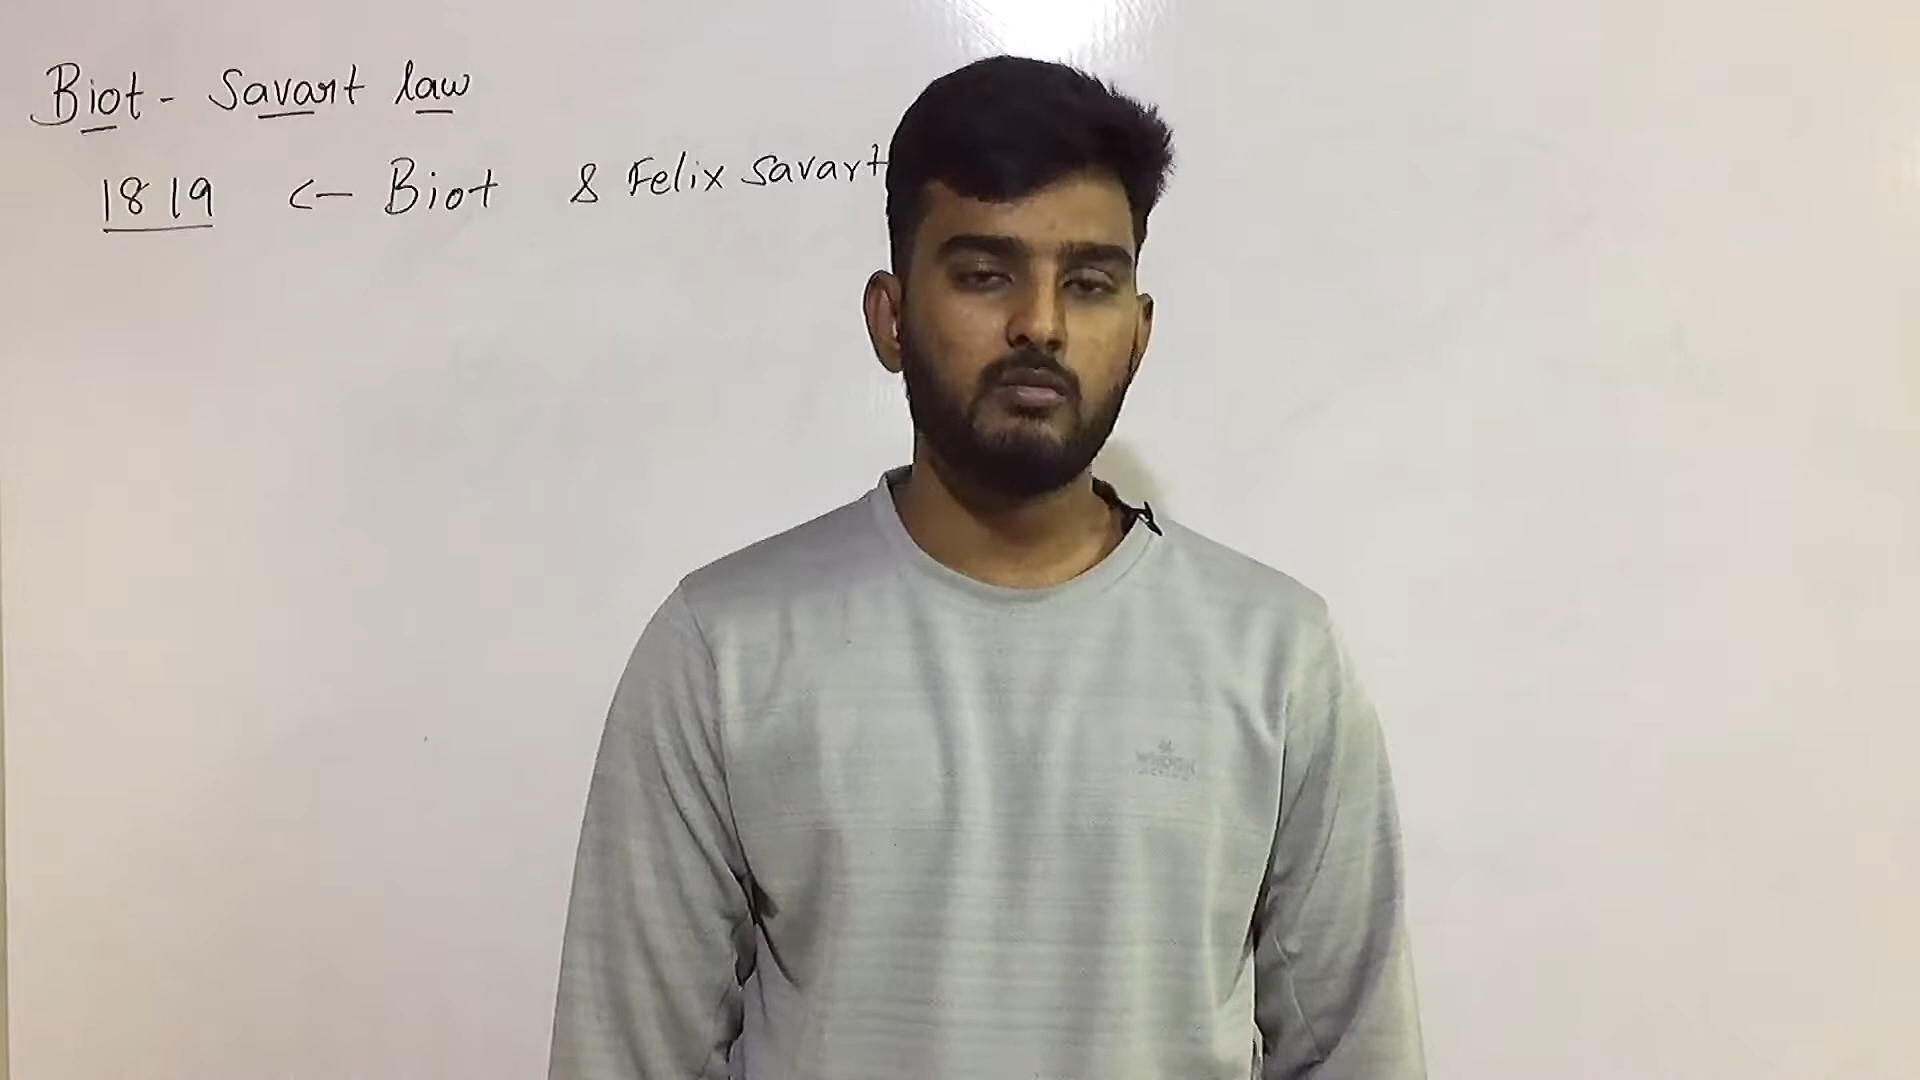 Biot - Savart law
1819 <- Biot & Felix Savart